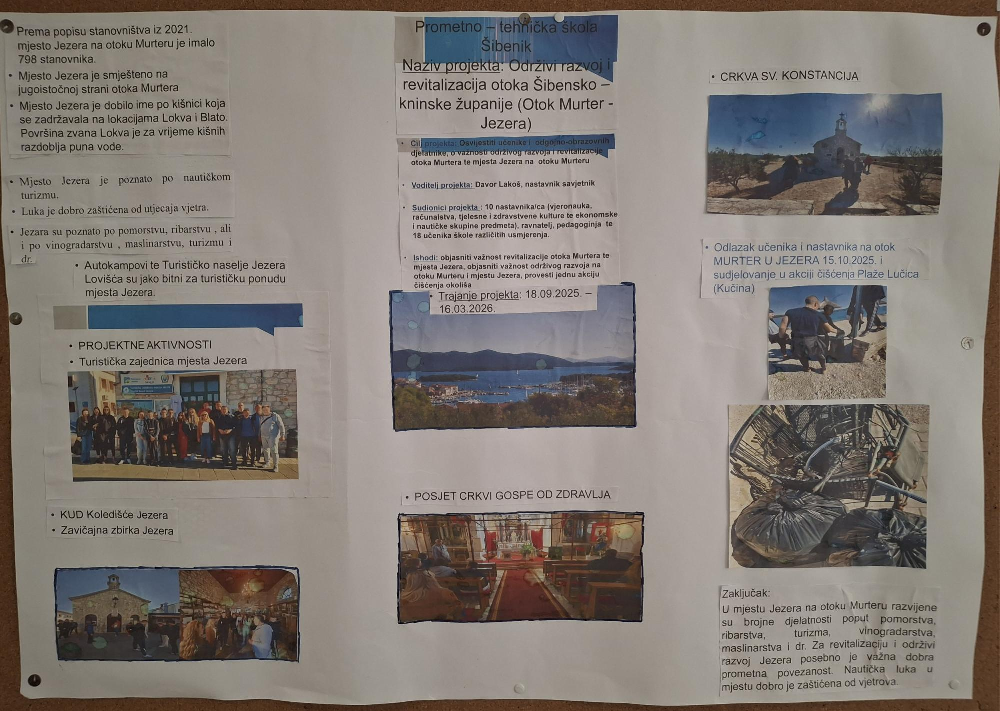 Prema popisu stanovništva iz 2021.
mjesto Jezera na otoku Murteru je imalo
798 stanovnika.
• Mjesto Jezera je smješteno na
jugoistočnoj strani otoka Murtera
• Mjesto Jezera je dobilo ime po kišnici koja
se zadržavala na lokacijama Lokva i Blato.
Površina zvana Lokva je za vrijeme kišnih
razdoblja puna vode.
• Mjesto Jezera je poznato po nautičkom
turizmu.
• Luka je dobro zaštićena od utjecaja vjetra.
• Jezara su poznato po pomorstvu, ribarstvu , ali
i po vinogradarstvu , maslinarstvu, turizmu i
dr.
• Autokampovi te Turističko naselje Jezera
Lovišća su jako bitni za turističku ponudu
mjesta Jezera.
• PROJEKTNE AKTIVNOSTI
• Turistička zajednica mjesta Jezera
Turistička zajednica mjesta Jezera
• KUD Koledišće Jezera
• Zavičajna zbirka Jezera
Prometno – tehnička škola
Šibenik
Naziv projekta: Održivi razvoj i
revitalizacija otoka Šibensko –
kninske županije (Otok Murter -
Jezera)
• Cilj projekta: Osvijestiti učenike i odgojno-obrazovnih
djelatnike, o važnosti održivog razvoja i revitalizacije
otoka Murtera te mjesta Jezera na otoku Murteru
• Voditelj projekta: Davor Lakoš, nastavnik savjetnik
• Sudionici projekta : 10 nastavnika/ca (vjeronauka,
računalstva, tjelesne i zdravstvene kulture te ekonomske
i nautičke skupine predmeta), ravnatelj, pedagoginja te
18 učenika škole različitih usmjerenja.
• Ishodi: objasniti važnost revitalizacije otoka Murtera te
mjesta Jezera, objasniti važnost održivog razvoja na
otoku Murteru i mjestu Jezera, provesti jednu akciju
čišćenja okoliša
• Trajanje projekta: 18.09.2025. –
16.03.2026.
• POSJET CRKVI GOSPE OD ZDRAVLJA
• CRKVA SV. KONSTANCIJA
• Odlazak učenika i nastavnika na otok
MURTER U JEZERA 15.10.2025. i
sudjelovanje u akciji čišćenja Plaže Lučica
(Kučina)
Zaključak:
U mjestu Jezera na otoku Murteru razvijene
su brojne djelatnosti poput pomorstva,
ribarstva, turizma, vinogradarstva,
maslinarstva i dr. Za revitalizaciju i održivi
razvoj Jezera posebno je važna dobra
prometna povezanost. Nautička luka u
mjestu dobro je zaštićena od vjetrova.